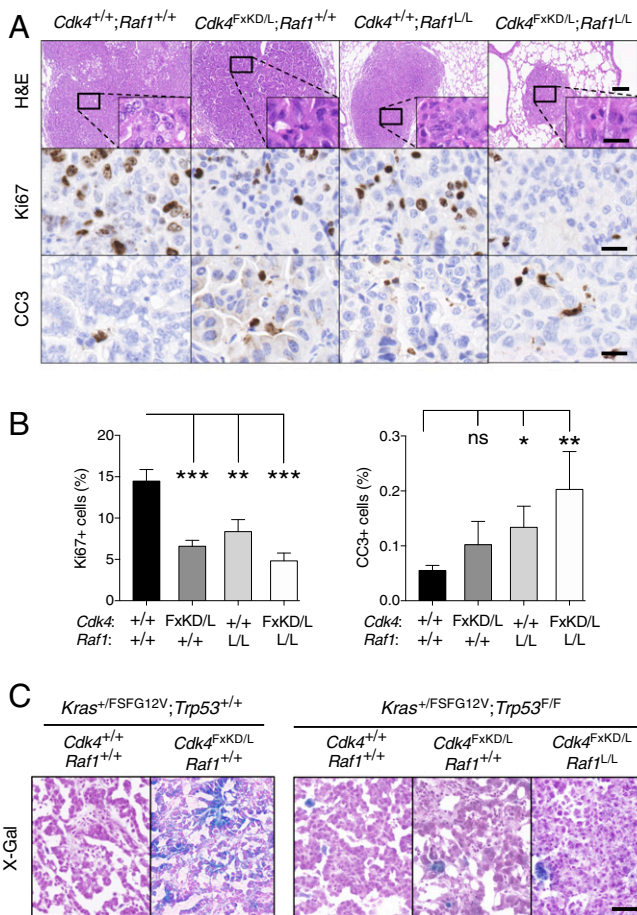 A
Cdk4+/+;Raf1+/+ Cdk4FxKD/L;Raf1+/+ Cdk4+/+;Raf1L/L Cdk4FxKD/L;Raf1L/L
H&E
Ki67
CC3
B
Ki67+ cells (%)
20
15
10
5
0
*** ** ***
Cdk4: +/+ FxKD/L +/+ FxKD/L
Raf1: +/+ +/+ L/L L/L
CC3+ cells (%)
0.3
0.2
0.1
0.0
ns * **
Cdk4: +/+ FxKD/L +/+ FxKD/L
Raf1: +/+ +/+ L/L L/L
C
Kras+/FSFG12V;Trp53+/+ Kras+/FSFG12V;Trp53F/F
Cdk4+/+ Cdk4FxKD/L Cdk4+/+ Cdk4FxKD/L Cdk4FxKD/L
Raf1+/+ Raf1+/+ Raf1+/+ Raf1+/+ Raf1L/L
X-Gal